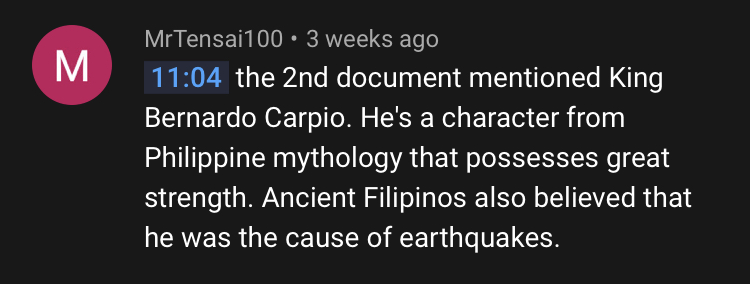 M
MrTensai100 • 3 weeks ago
11:04 the 2nd document mentioned King
Bernardo Carpio. He's a character from
Philippine mythology that possesses great
strength. Ancient Filipinos also believed that
he was the cause of earthquakes.